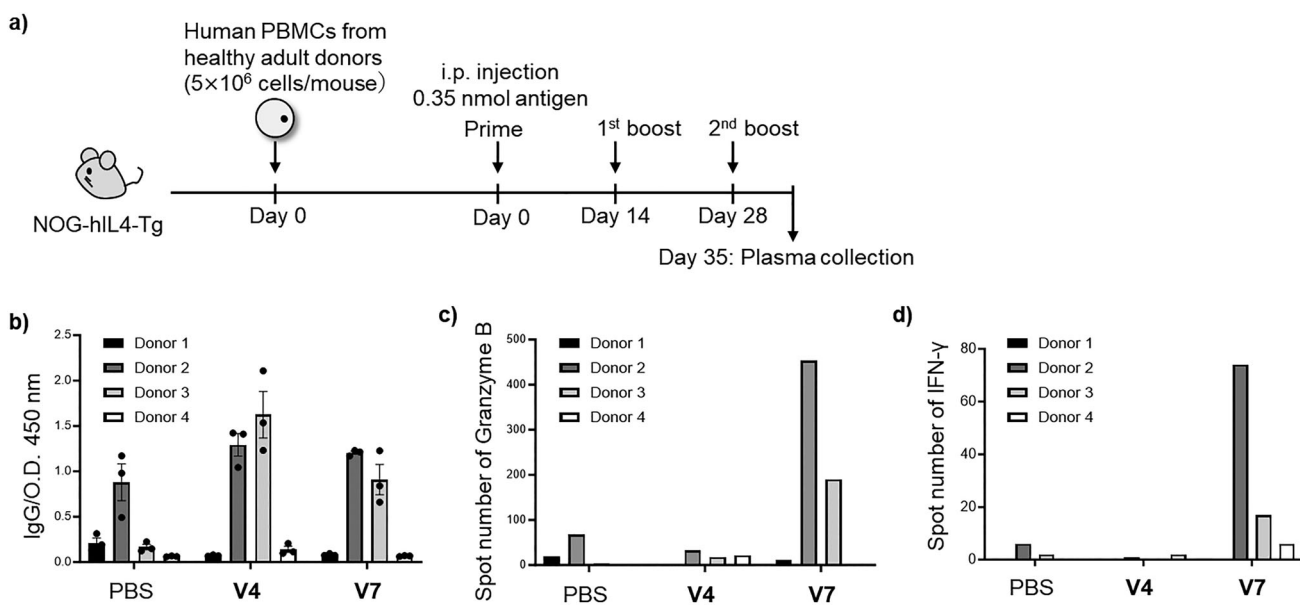 a)
Human PBMCs from
healthy adult donors
(5×10⁶ cells/mouse)
i.p. injection
0.35 nmol antigen
Prime
1st boost
2nd boost
NOG-hIL4-Tg
Day 0
Day 0
Day 14
Day 28
Day 35: Plasma collection
b)
IgG/O.D. 450 nm
2.5
2.0
1.5
1.0
0.5
0.0
Donor 1
Donor 2
Donor 3
Donor 4
PBS
V4
V7
c)
Spot number of Granzyme B
500
400
300
200
100
0
Donor 1
Donor 2
Donor 3
Donor 4
PBS
V4
V7
d)
Spot number of IFN-γ
80
60
40
20
0
Donor 1
Donor 2
Donor 3
Donor 4
PBS
V4
V7